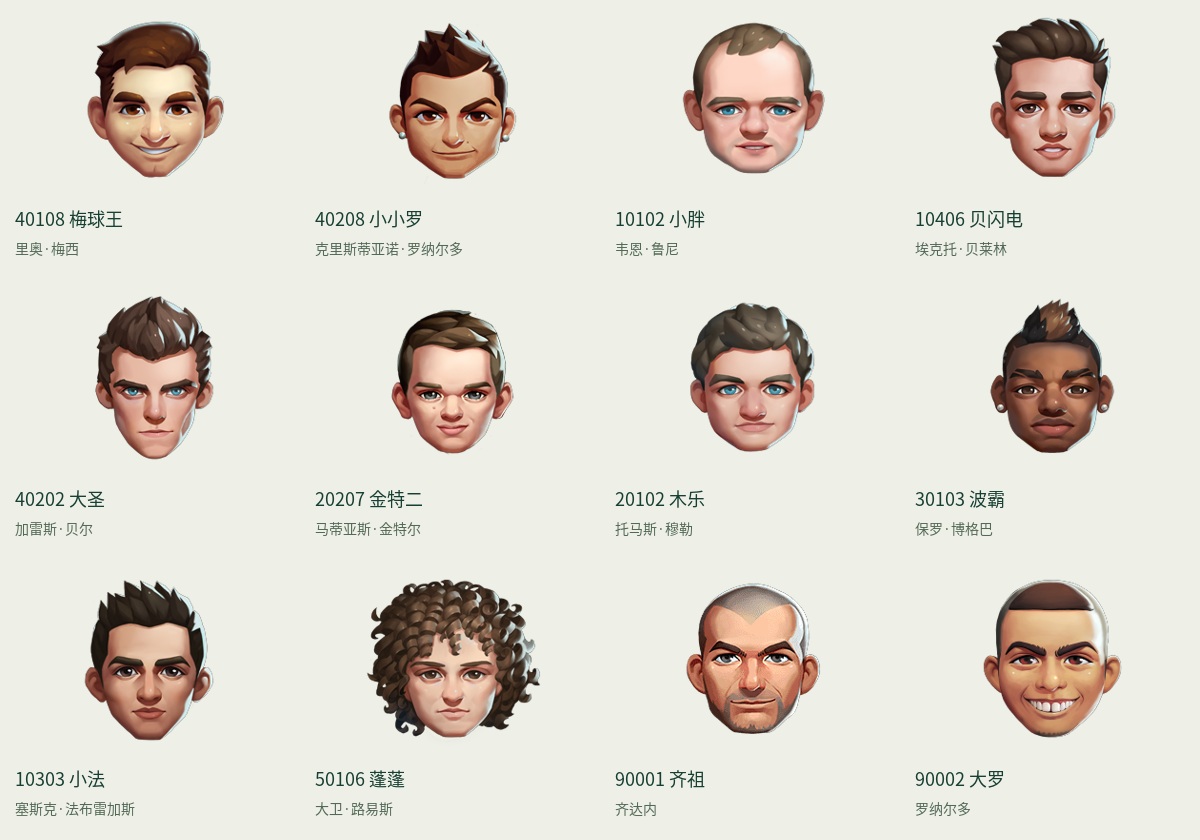 40108 梅球王
里奥·梅西
40208 小小罗
克里斯蒂亚诺·罗纳尔多
10102 小胖
韦恩·鲁尼
10406 贝闪电
埃克托·贝莱林
40202 大圣
加雷斯·贝尔
20207 金特二
马蒂亚斯·金特尔
20102 木乐
托马斯·穆勒
30103 波霸
保罗·博格巴
10303 小法
塞斯克·法布雷加斯
50106 蓬蓬
大卫·路易斯
90001 齐祖
齐达内
90002 大罗
罗纳尔多